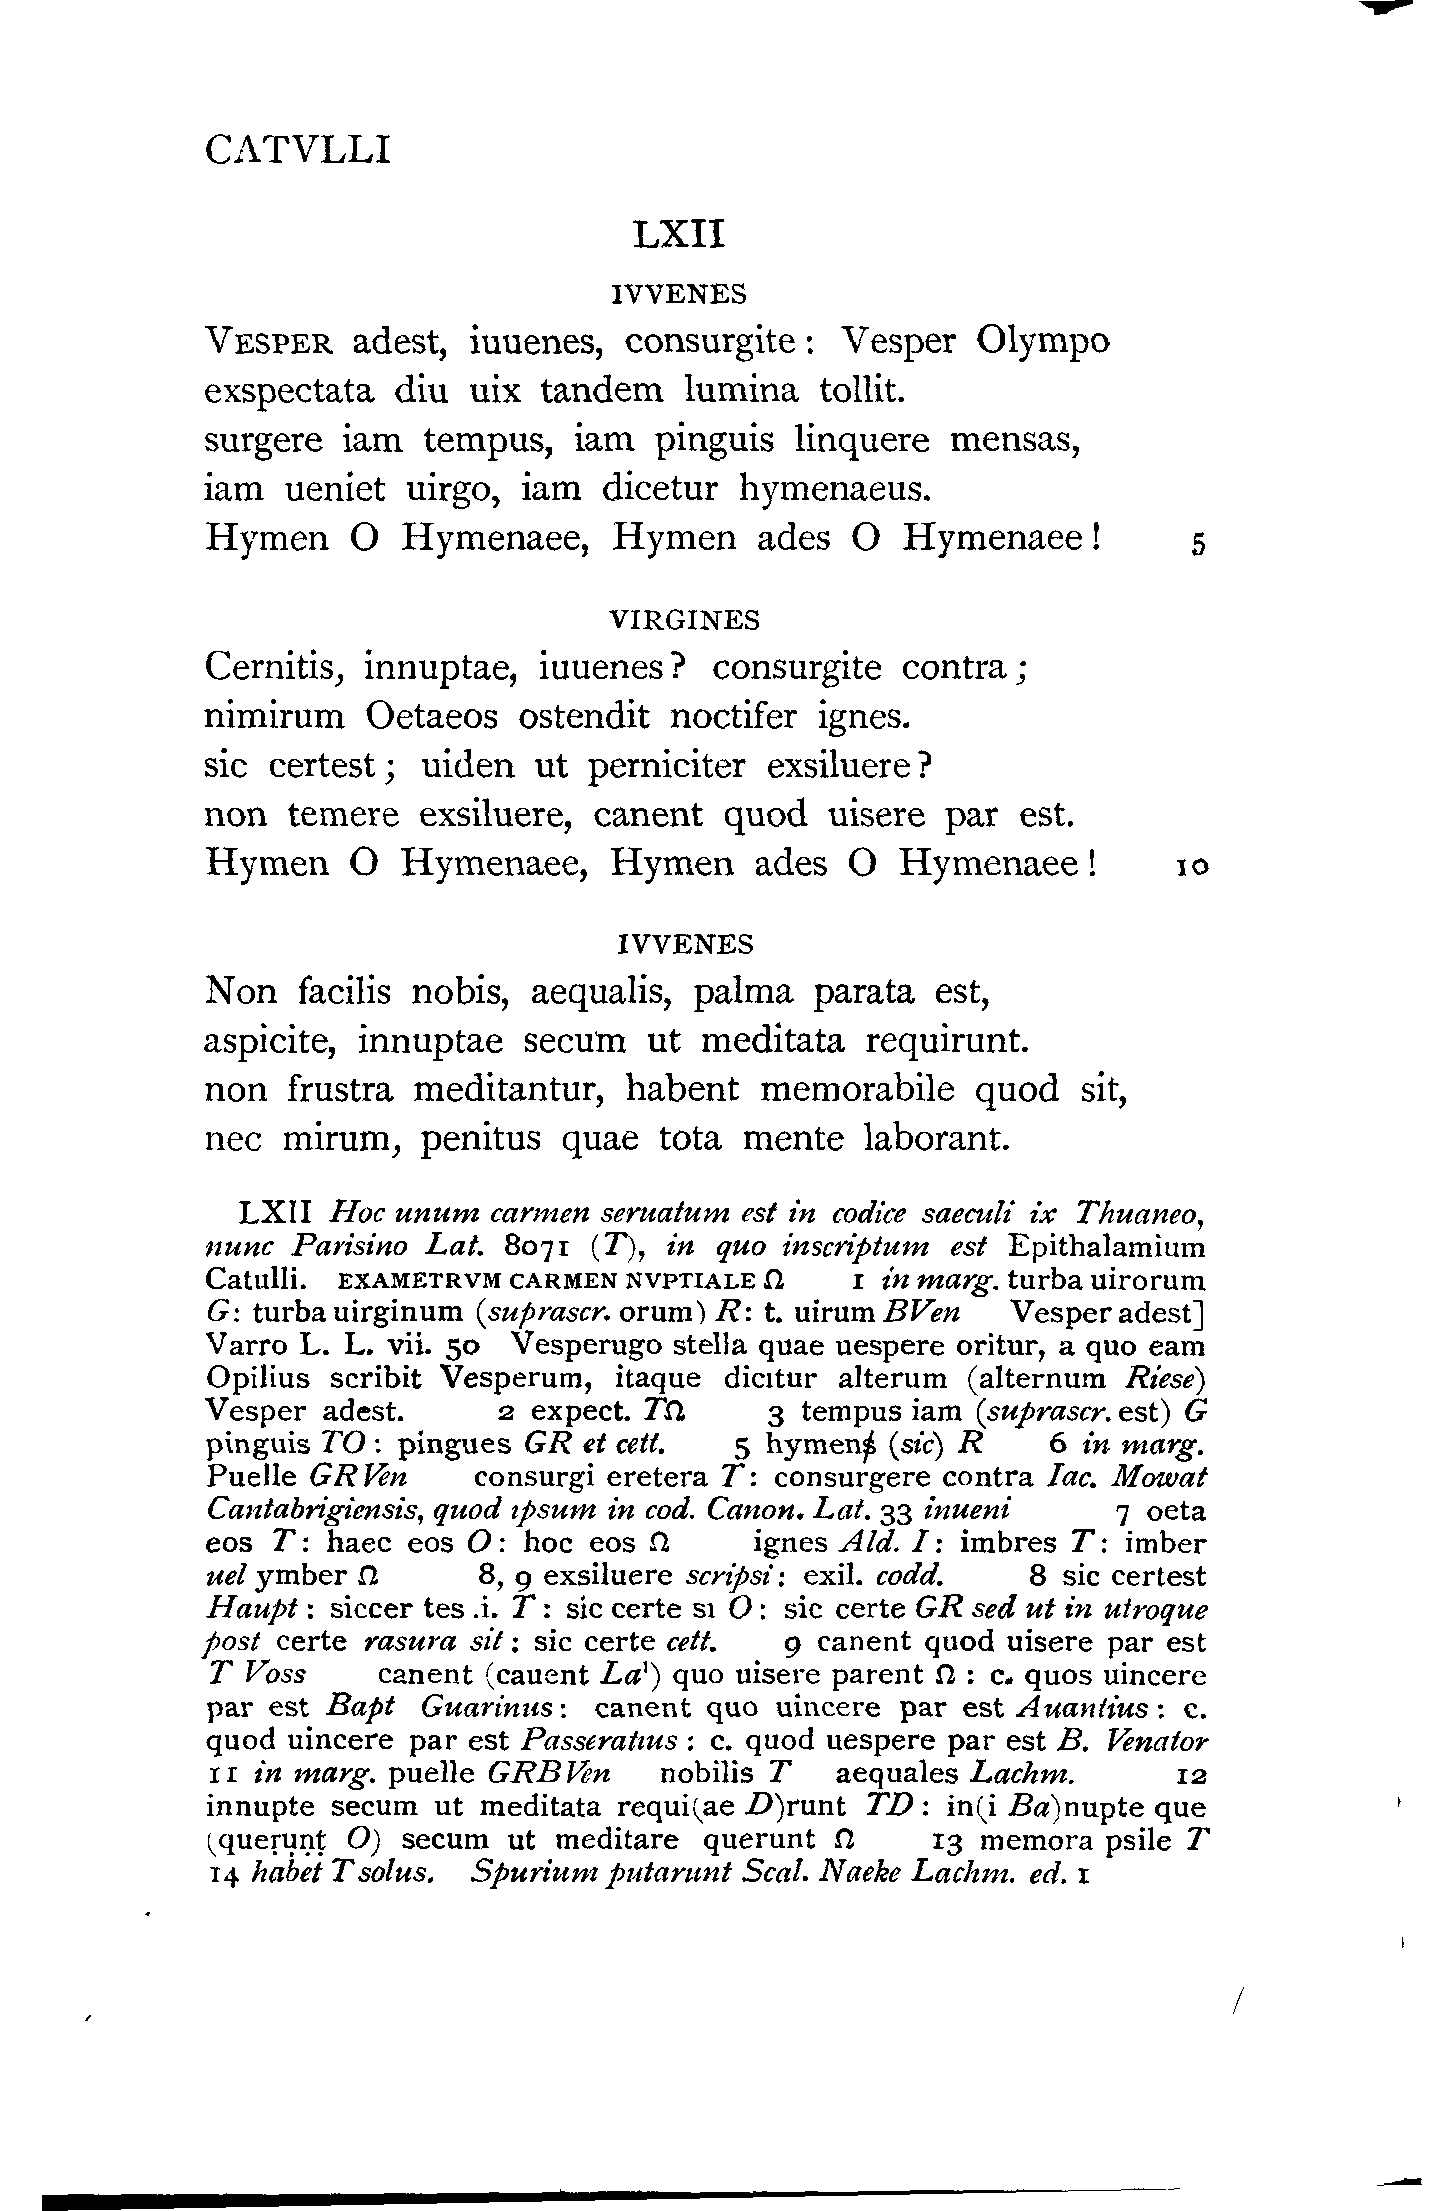 CATVLLI
LXII
IVVENES
VESPER adest, iuuenes, consurgite: Vesper Olympo
exspectata diu uix tandem lumina tollit.
surgere iam tempus, iam pinguis linquere mensas,
iam ueniet uirgo, iam dicetur hymenaeus.
Hymen O Hymenaee, Hymen ades O Hymenaee! 5
VIRGINES
Cernitis, innuptae, iuuenes? consurgite contra;
nimirum Oetaeos ostendit noctifer ignes.
sic certest; uiden ut perniciter exsiluere?
non temere exsiluere, canent quod uisere par est.
Hymen O Hymenaee, Hymen ades O Hymenaee! 10
IVVENES
Non facilis nobis, aequalis, palma parata est,
aspicite, innuptae secum ut meditata requirunt.
non frustra meditantur, habent memorabile quod sit,
nec mirum, penitus quae tota mente laborant.
LXII Hoc unum carmen seruatum est in codice saeculi ix Thuaneo,
nunc Parisino Lat. 8071 (T), in quo inscriptum est Epithalamium
Catulli. EXAMETRVM CARMEN NVPTIALE Ω 1 in marg. turba uirorum
G: turba uirginum (suprascr. orum) R: t. uirum BVen Vesper adest]
Varro L. L. vii. 50 Vesperugo stella quae uespere oritur, a quo eam
Opilius scribit Vesperum, itaque dicitur alterum (alternum Riese)
Vesper adest. 2 expect. TΩ 3 tempus iam (suprascr. est) G
pinguis TO: pingues GR et cett. 5 (sic) R 6 in marg.
Puelle GRVen consurgi eretera T: consurgere contra Iac. Mowat
Cantabrigiensis, quod ipsum in cod. Canon. Lat. 33 inueni 7 oeta
eos T: haec eos O: hoc eos Ω ignes Ald. I: imbres T: imber
uel ymber Ω 8, 9 exsiluere scripsi: exil. codd. 8 sic certest
Haupt: siccer tes .i. T: sic certe si O: sic certe GR sed ut in utroque
post certe rasura sit: sic certe cett. 9 canent quod uisere par est
T Voss canent (cauent La¹) quo uisere parent Ω: c. quos uincere
par est Bapt Guarinus: canent quo uincere par est Auantius: c.
quod uincere par est Passeratius: c. quod uespere par est B. Venator
11 in marg. puelle GRBVen nobilis T aequales Lachm. 12
innupte secum ut meditata requi(ae D)runt TD: in(i Ba)nupte que
(querụṇṭ O) secum ut meditare querunt Ω 13 memora psile T
14 habet T solus. Spurium putarunt Scal. Naeke Lachm. ed. 1